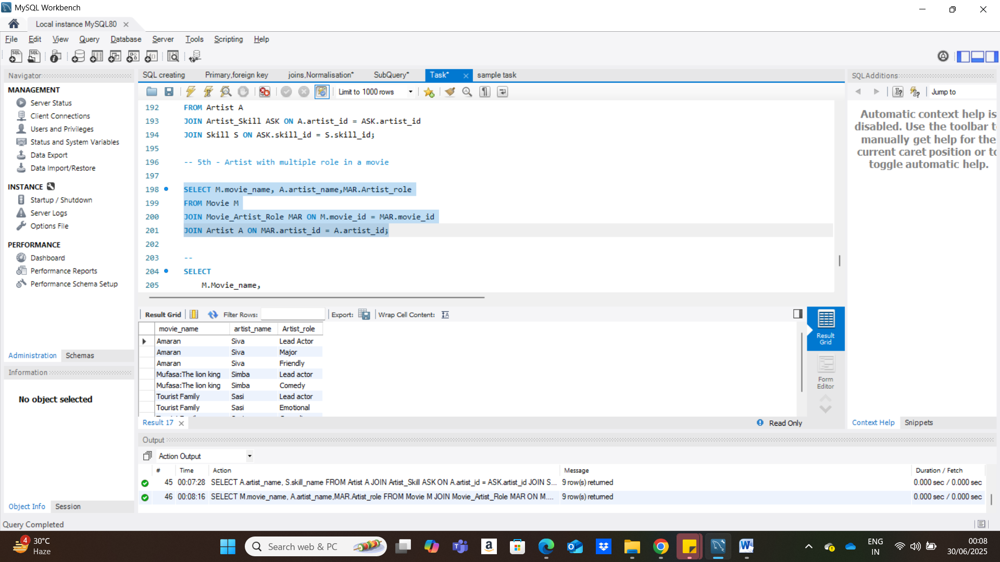 MySQL Workbench
Local instance MySQL80
File Edit View Query Database Server Tools Scripting Help
Navigator
MANAGEMENT
Server Status
Client Connections
Users and Privileges
Status and System Variables
Data Export
Data Import/Restore
INSTANCE
Startup / Shutdown
Server Logs
Options File
PERFORMANCE
Dashboard
Performance Reports
Performance Schema Setup
Administration Schemas
Information
No object selected
Object Info Session
SQL creating Primary,foreign key joins,Normalisation* SubQuery* Task* sample task
Limit to 1000 rows
192 FROM Artist A
193 JOIN Artist_Skill ASK ON A.artist_id = ASK.artist_id
194 JOIN Skill S ON ASK.skill_id = S.skill_id;
195
196 -- 5th - Artist with multiple role in a movie
197
198 SELECT M.movie_name, A.artist_name,MAR.Artist_role
199 FROM Movie M
200 JOIN Movie_Artist_Role MAR ON M.movie_id = MAR.movie_id
201 JOIN Artist A ON MAR.artist_id = A.artist_id;
202
203 --
204 SELECT
205 M.Movie_name,
Result Grid Filter Rows: Export: Wrap Cell Content:
movie_name artist_name Artist_role
Amaran Siva Lead Actor
Amaran Siva Major
Amaran Siva Friendly
Mufasa:The lion king Simba Lead actor
Mufasa:The lion king Simba Comedy
Tourist Family Sasi Lead actor
Tourist Family Sasi Emotional
Result Grid
Form Editor
Result 17
Read Only
SQLAdditions
Jump to
Automatic context help is
disabled. Use the toolbar t
manually get help for the
current caret position or to
toggle automatic help.
Context Help Snippets
Output
Action Output
# Time Action Message Duration / Fetch
45 00:07:28 SELECT A.artist_name, S.skill_name FROM Artist A JOIN Artist_Skill ASK ON A.artist_id = ASK.artist_id JOIN S... 9 row(s) returned 0.000 sec / 0.000 sec
46 00:08:16 SELECT M.movie_name, A.artist_name,MAR.Artist_role FROM Movie M JOIN Movie_Artist_Role MAR ON M.... 9 row(s) returned 0.000 sec / 0.000 sec
Query Completed
4
30°C
Haze
Search web & PC
ENG
IN
00:08
30/06/2025